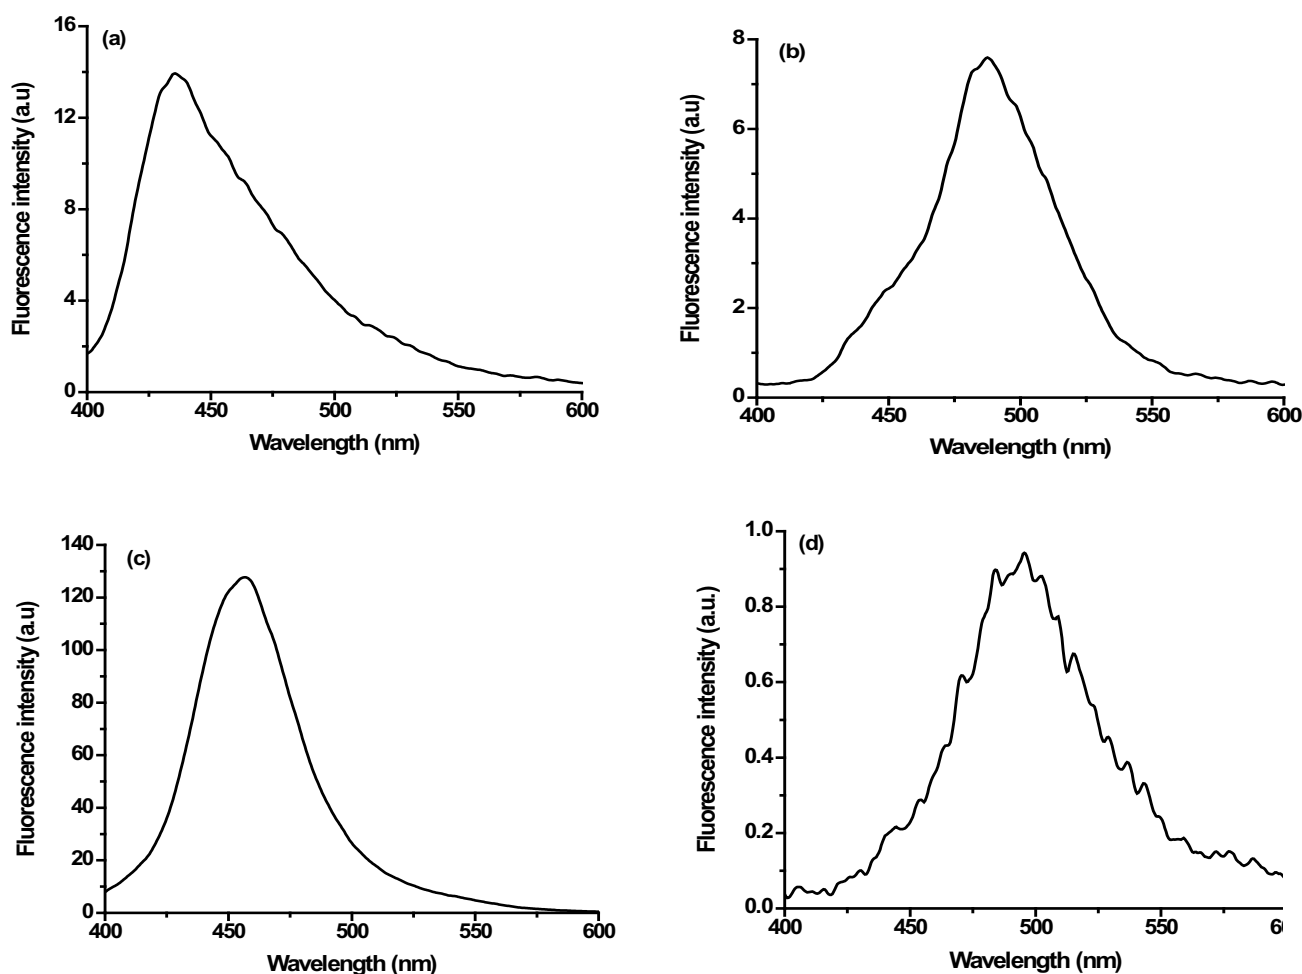 (a)
Fluorescence intensity (a.u)
16
12
8
4
0
400 450 500 550 600
Wavelength (nm)
(b)
Fluorescence intensity (a.u)
8
6
4
2
0
400 450 500 550 600
Wavelength (nm)
(c)
Fluorescence intensity (a.u)
140
120
100
80
60
40
20
0
400 450 500 550 600
Wavelength (nm)
(d)
Fluorescence intensity (a.u.)
1.0
0.8
0.6
0.4
0.2
0.0
400 450 500 550
Wavelength (nm)